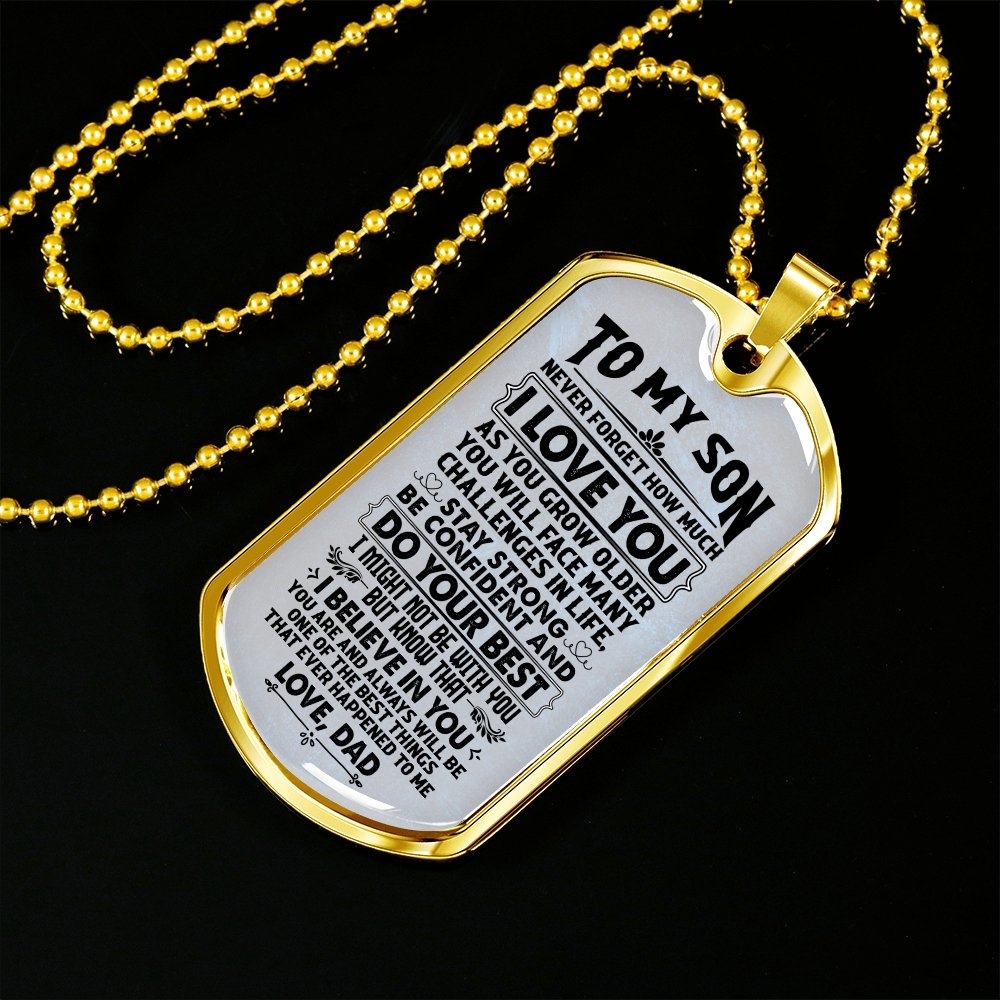 TO MY SON
NEVER FORGET HOW MUCH
I LOVE YOU
AS YOU GROW OLDER
YOU WILL FACE MANY
CHALLENGES IN LIFE,
STAY STRONG
BE CONFIDENT AND
DO YOUR BEST
I MIGHT NOT BE WITH YOU
BUT KNOW THAT
I BELIEVE IN YOU
YOU ARE AND ALWAYS WILL BE
ONE OF THE BEST THINGS
THAT EVER HAPPENED TO ME
LOVE, DAD